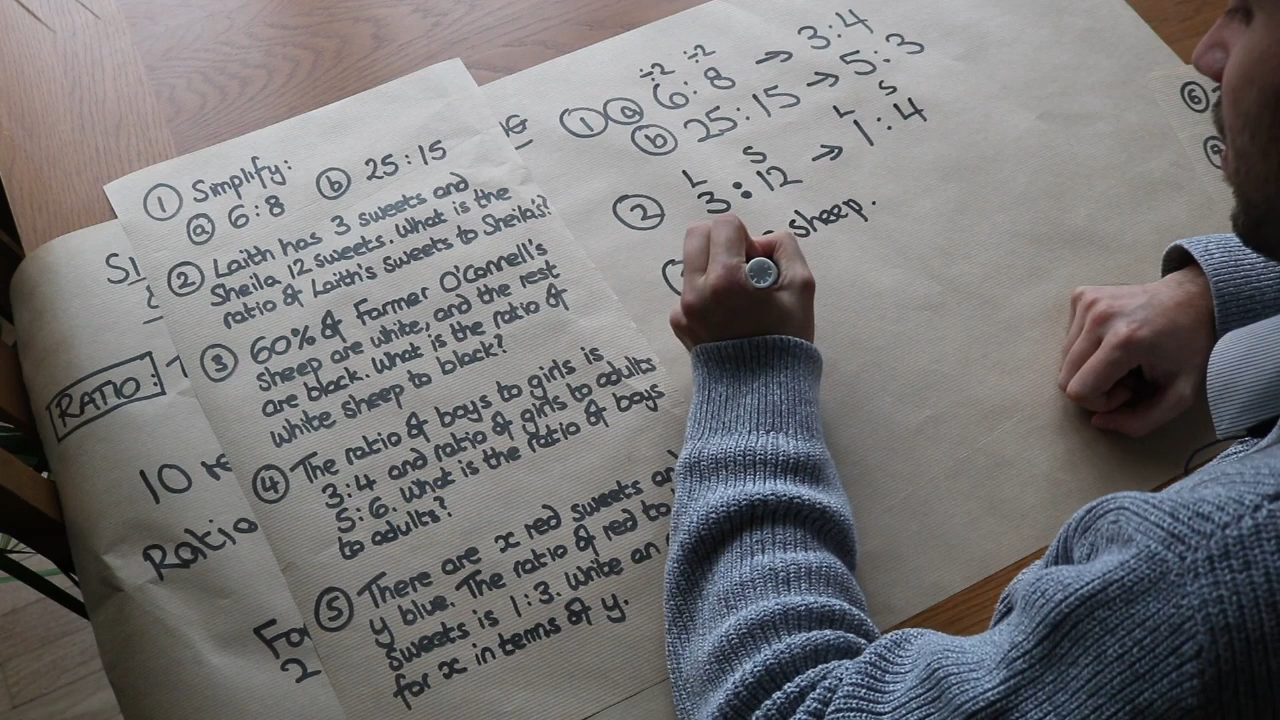 ① Simplify:
ⓐ 6:8 ⓑ 25:15
② Laith has 3 sweets and
Sheila 12 sweets. What is the
ratio of Laith's sweets to Sheila's?
③ 60% of Farmer O'Connell's
sheep are white, and the rest
are black. What is the ratio of
white sheep to black?
④ The ratio of boys to girls is
3:4 and ratio of girls to adults
5:6. What is the ratio of boys
to adults?
⑤ There are x red sweets
y blue. The ratio of red to
sweets is 1:3. Write an
for x in terms of y.
RATIO:
10
Ratio
2
÷2 ÷2
① ⓐ 6:8 → 3:4
ⓑ 25:15 → 5:3
L S L S
② 3:12 → 1:4
sheep.
⑥